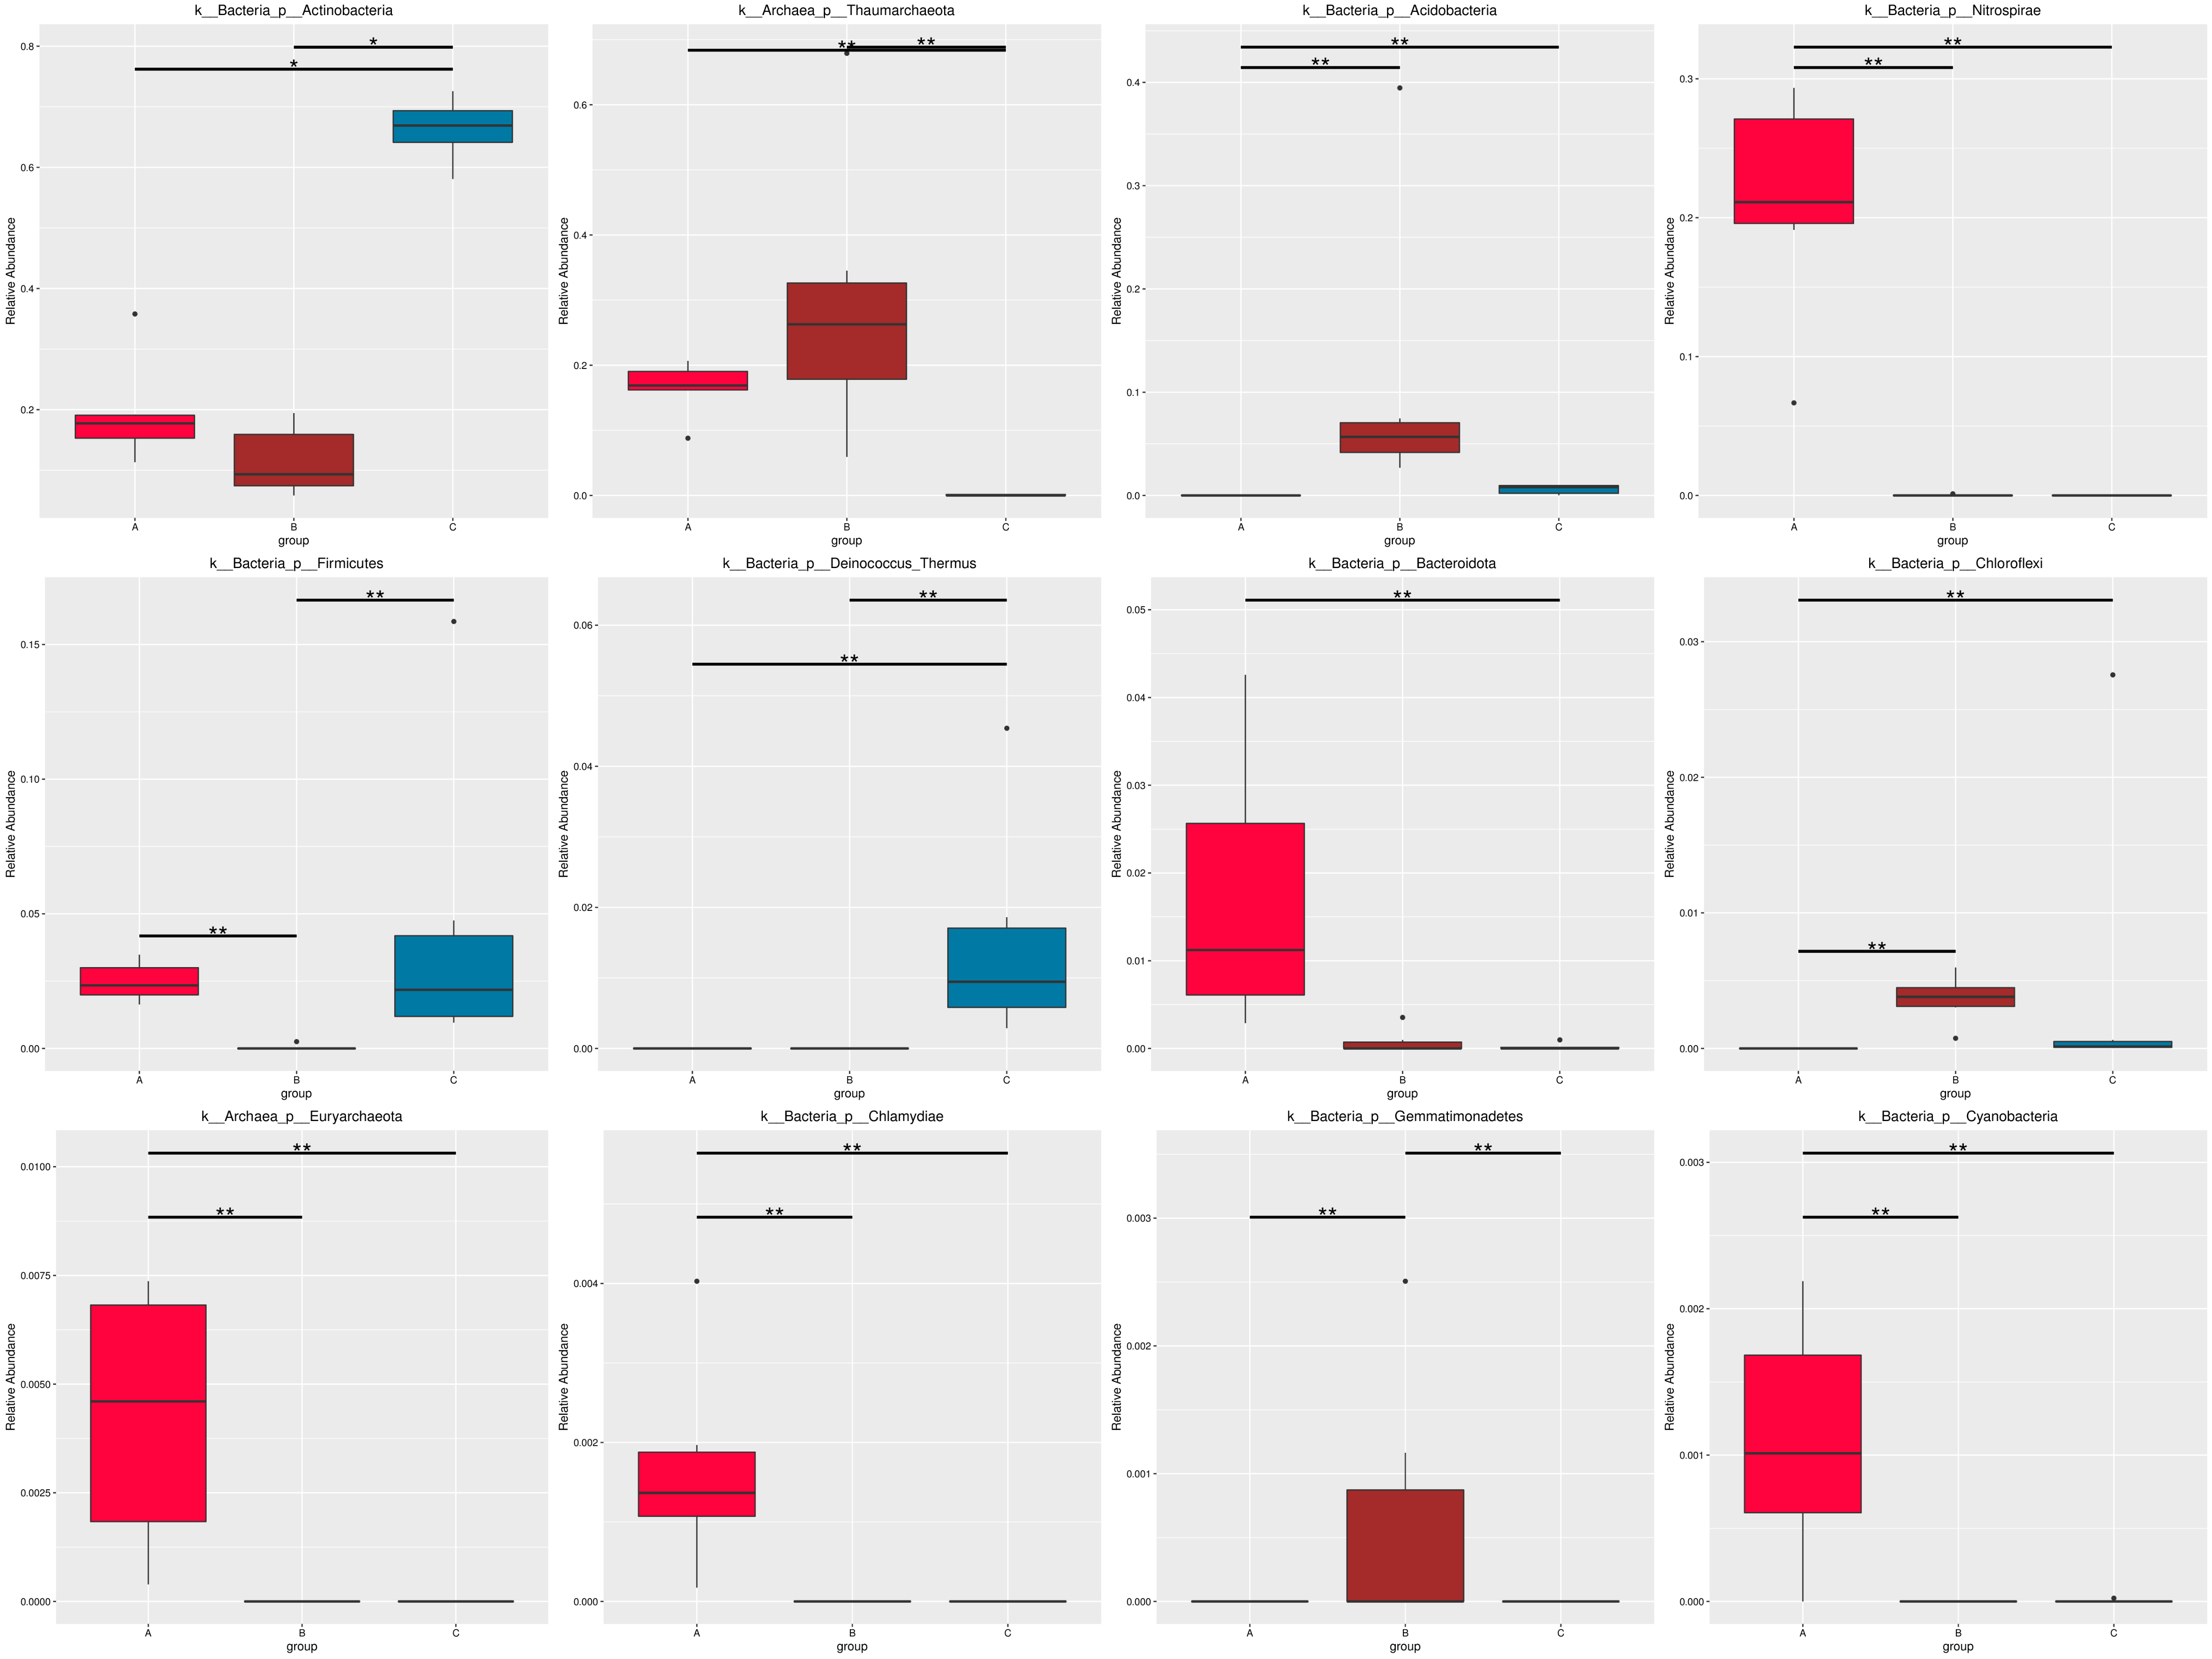 k__Bacteria_p__Actinobacteria
*
*
Relative Abundance
0.8
0.6
0.4
0.2
A B C
group
k__Archaea_p__Thaumarchaeota
** **
Relative Abundance
0.6
0.4
0.2
0.0
A B C
group
k__Bacteria_p__Acidobacteria
**
**
Relative Abundance
0.4
0.3
0.2
0.1
0.0
A B C
group
k__Bacteria_p__Nitrospirae
**
**
Relative Abundance
0.3
0.2
0.1
0.0
A B C
group
k__Bacteria_p__Firmicutes
**
**
Relative Abundance
0.15
0.10
0.05
0.00
A B C
group
k__Bacteria_p__Deinococcus_Thermus
**
**
Relative Abundance
0.06
0.04
0.02
0.00
A B C
group
k__Bacteria_p__Bacteroidota
**
Relative Abundance
0.05
0.04
0.03
0.02
0.01
0.00
A B C
group
k__Bacteria_p__Chloroflexi
**
**
Relative Abundance
0.03
0.02
0.01
0.00
A B C
group
k__Archaea_p__Euryarchaeota
**
**
Relative Abundance
0.0100
0.0075
0.0050
0.0025
0.0000
A B C
group
k__Bacteria_p__Chlamydiae
**
**
Relative Abundance
0.004
0.002
0.000
A B C
group
k__Bacteria_p__Gemmatimonadetes
**
**
Relative Abundance
0.003
0.002
0.001
0.000
A B C
group
k__Bacteria_p__Cyanobacteria
**
**
Relative Abundance
0.003
0.002
0.001
0.000
A B C
group